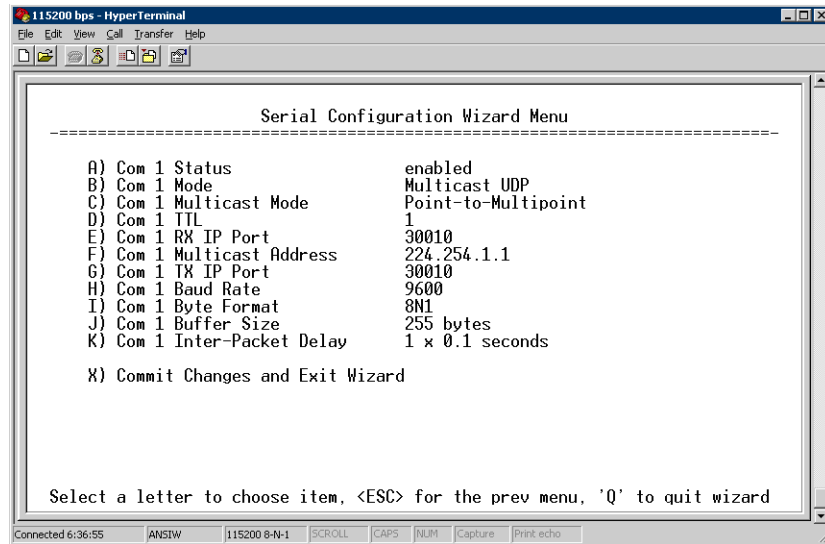 115200 bps - HyperTerminal
File Edit View Call Transfer Help
Serial Configuration Wizard Menu
-==========================================================================-
A) Com 1 Status enabled
B) Com 1 Mode Multicast UDP
C) Com 1 Multicast Mode Point-to-Multipoint
D) Com 1 TTL 1
E) Com 1 RX IP Port 30010
F) Com 1 Multicast Address 224.254.1.1
G) Com 1 TX IP Port 30010
H) Com 1 Baud Rate 9600
I) Com 1 Byte Format 8N1
J) Com 1 Buffer Size 255 bytes
K) Com 1 Inter-Packet Delay 1 x 0.1 seconds
X) Commit Changes and Exit Wizard
Select a letter to choose item, <ESC> for the prev menu, 'Q' to quit wizard
Connected 6:36:55 ANSIW 115200 8-N-1 SCROLL CAPS NUM Capture Print echo